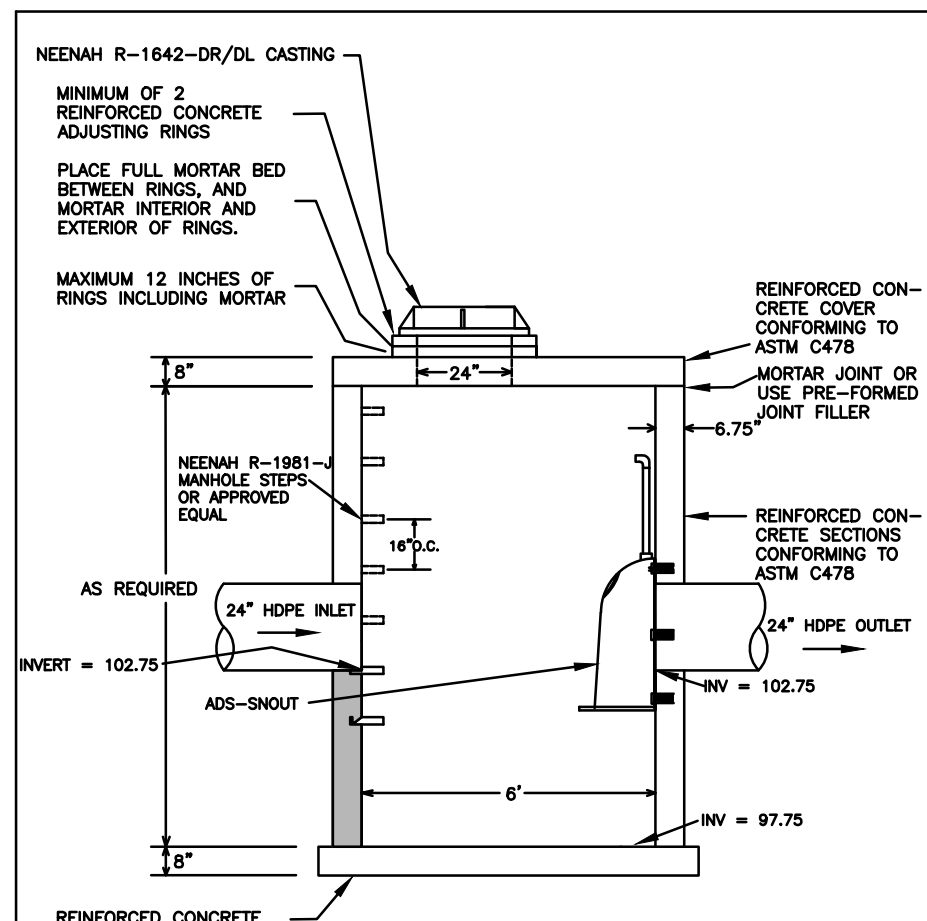 NEENAH R-1642-DR/DL CASTING
MINIMUM OF 2
REINFORCED CONCRETE
ADJUSTING RINGS
PLACE FULL MORTAR BED
BETWEEN RINGS, AND
MORTAR INTERIOR AND
EXTERIOR OF RINGS.
MAXIMUM 12 INCHES OF
RINGS INCLUDING MORTAR
REINFORCED CON-
CRETE COVER
CONFORMING TO
ASTM C478
8"
24"
MORTAR JOINT OR
USE PRE-FORMED
JOINT FILLER
6.75"
NEENAH R-1981-J
MANHOLE STEPS
OR APPROVED
EQUAL
16"O.C.
REINFORCED CON-
CRETE SECTIONS
CONFORMING TO
ASTM C478
AS REQUIRED
24" HDPE INLET
24" HDPE OUTLET
INVERT = 102.75
ADS-SNOUT
INV = 102.75
6'
INV = 97.75
8"
REINFORCED CONCRETE